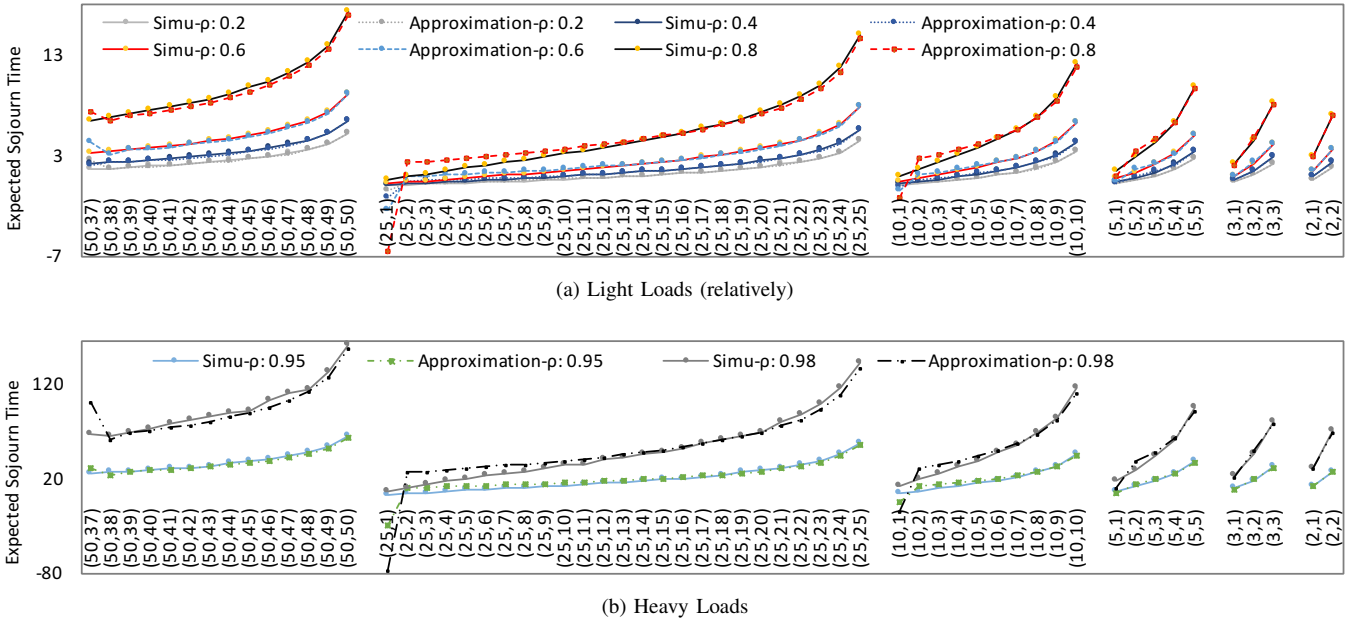 Simu-ρ: 0.2 Approximation-ρ: 0.2 Simu-ρ: 0.4 Approximation-ρ: 0.4
Simu-ρ: 0.6 Approximation-ρ: 0.6 Simu-ρ: 0.8 Approximation-ρ: 0.8
Expected Sojourn Time
13
3
-7
(50,37) (50,38) (50,39) (50,40) (50,41) (50,42) (50,43) (50,44) (50,45) (50,46) (50,47) (50,48) (50,49) (50,50) (25,1) (25,2) (25,3) (25,4) (25,5) (25,6) (25,7) (25,8) (25,9) (25,10) (25,11) (25,12) (25,13) (25,14) (25,15) (25,16) (25,17) (25,18) (25,19) (25,20) (25,21) (25,22) (25,23) (25,24) (25,25) (10,1) (10,2) (10,3) (10,4) (10,5) (10,6) (10,7) (10,8) (10,9) (10,10) (5,1) (5,2) (5,3) (5,4) (5,5) (3,1) (3,2) (3,3) (2,1) (2,2)
(a) Light Loads (relatively)
Simu-ρ: 0.95 Approximation-ρ: 0.95 Simu-ρ: 0.98 Approximation-ρ: 0.98
Expected Sojourn Time
120
20
-80
(50,37) (50,38) (50,39) (50,40) (50,41) (50,42) (50,43) (50,44) (50,45) (50,46) (50,47) (50,48) (50,49) (50,50) (25,1) (25,2) (25,3) (25,4) (25,5) (25,6) (25,7) (25,8) (25,9) (25,10) (25,11) (25,12) (25,13) (25,14) (25,15) (25,16) (25,17) (25,18) (25,19) (25,20) (25,21) (25,22) (25,23) (25,24) (25,25) (10,1) (10,2) (10,3) (10,4) (10,5) (10,6) (10,7) (10,8) (10,9) (10,10) (5,1) (5,2) (5,3) (5,4) (5,5) (3,1) (3,2) (3,3) (2,1) (2,2)
(b) Heavy Loads